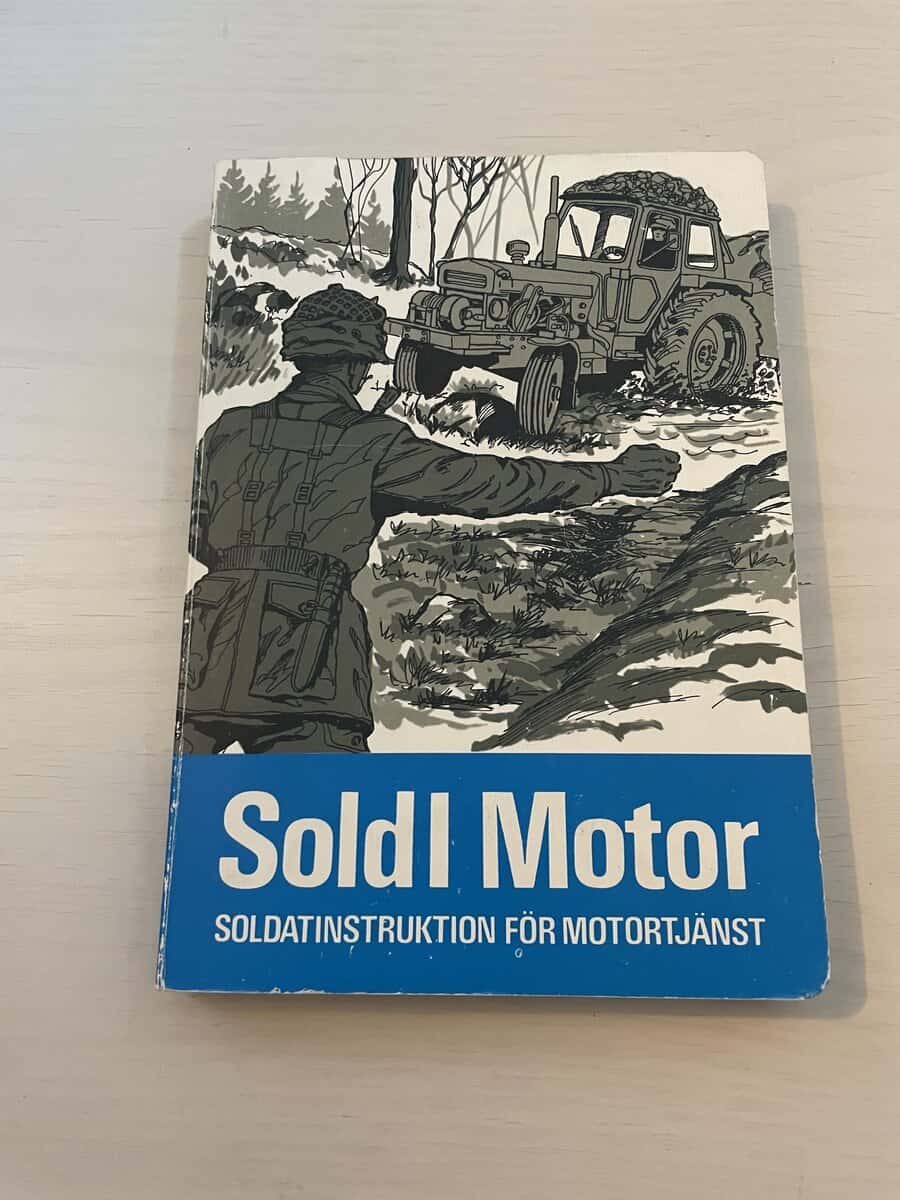 SoldI Motor
SOLDATINSTRUKTION FÖR MOTORTJÄNST